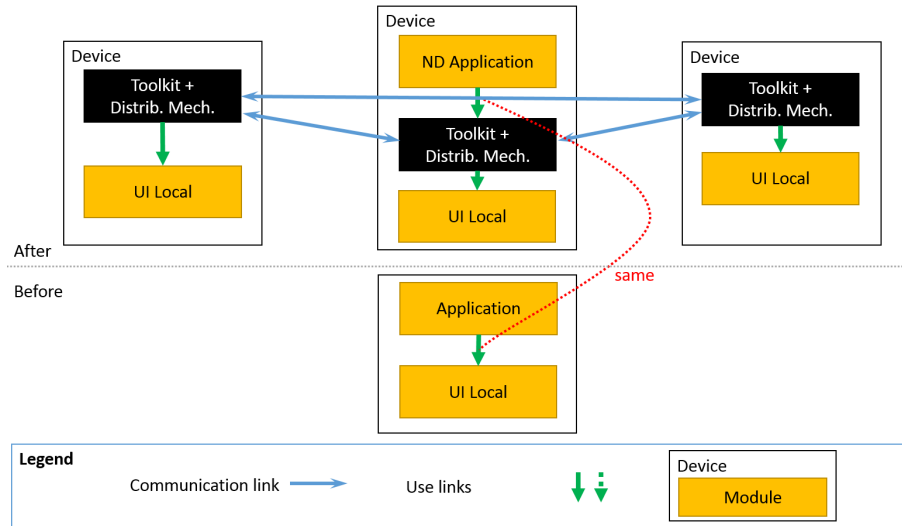 Device
Toolkit +
Distrib. Mech.
UI Local
Device
ND Application
Toolkit +
Distrib. Mech.
UI Local
Device
Toolkit +
Distrib. Mech.
UI Local
After
same
Before
Application
UI Local
Legend
Communication link
Use links
Device
Module